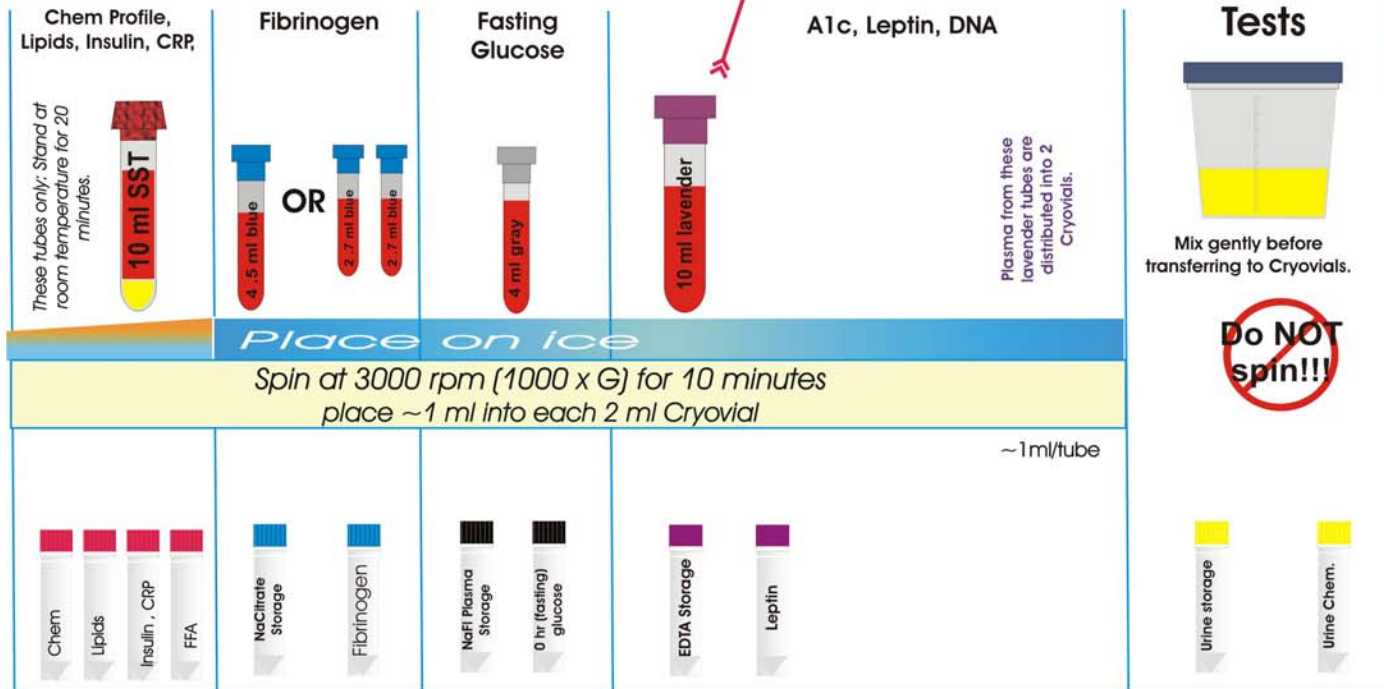 Chem Profile,
Lipids, Insulin, CRP,
Fibrinogen
Fasting
Glucose
A1c, Leptin, DNA
Tests
These tubes only: Stand at
room temperature for 20
minutes.
10 ml SST
4 .5 ml blue
OR
2 .7 ml blue
2 .7 ml blue
4 ml gray
10 ml lavender
Plasma from these
lavender tubes are
distributed into 2
Cryovials.
Mix gently before
transferring to Cryovials.
Place on ice
Do NOT
spin!!!
Spin at 3000 rpm (1000 x G) for 10 minutes
place ~1 ml into each 2 ml Cryovial
~1ml/tube
Chem
Lipids
Insulin , CRP
FFA
NaCitrate
Storage
Fibrinogen
NaFl Plasma
Storage
0 hr (fasting)
glucose
EDTA Storage
Leptin
Urine storage
Urine Chem.